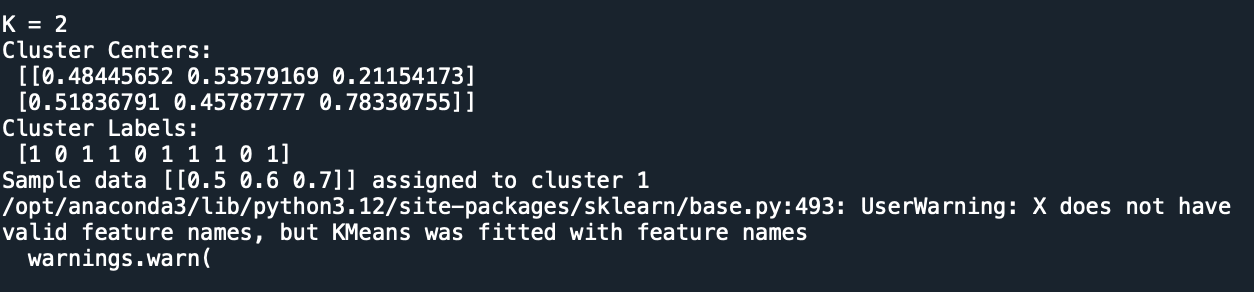 K = 2
Cluster Centers:
 [[0.48445652 0.53579169 0.21154173]
 [0.51836791 0.45787777 0.78330755]]
Cluster Labels:
 [1 0 1 1 0 1 1 1 0 1]
Sample data [[0.5 0.6 0.7]] assigned to cluster 1
/opt/anaconda3/lib/python3.12/site-packages/sklearn/base.py:493: UserWarning: X does not have
valid feature names, but KMeans was fitted with feature names
  warnings.warn(